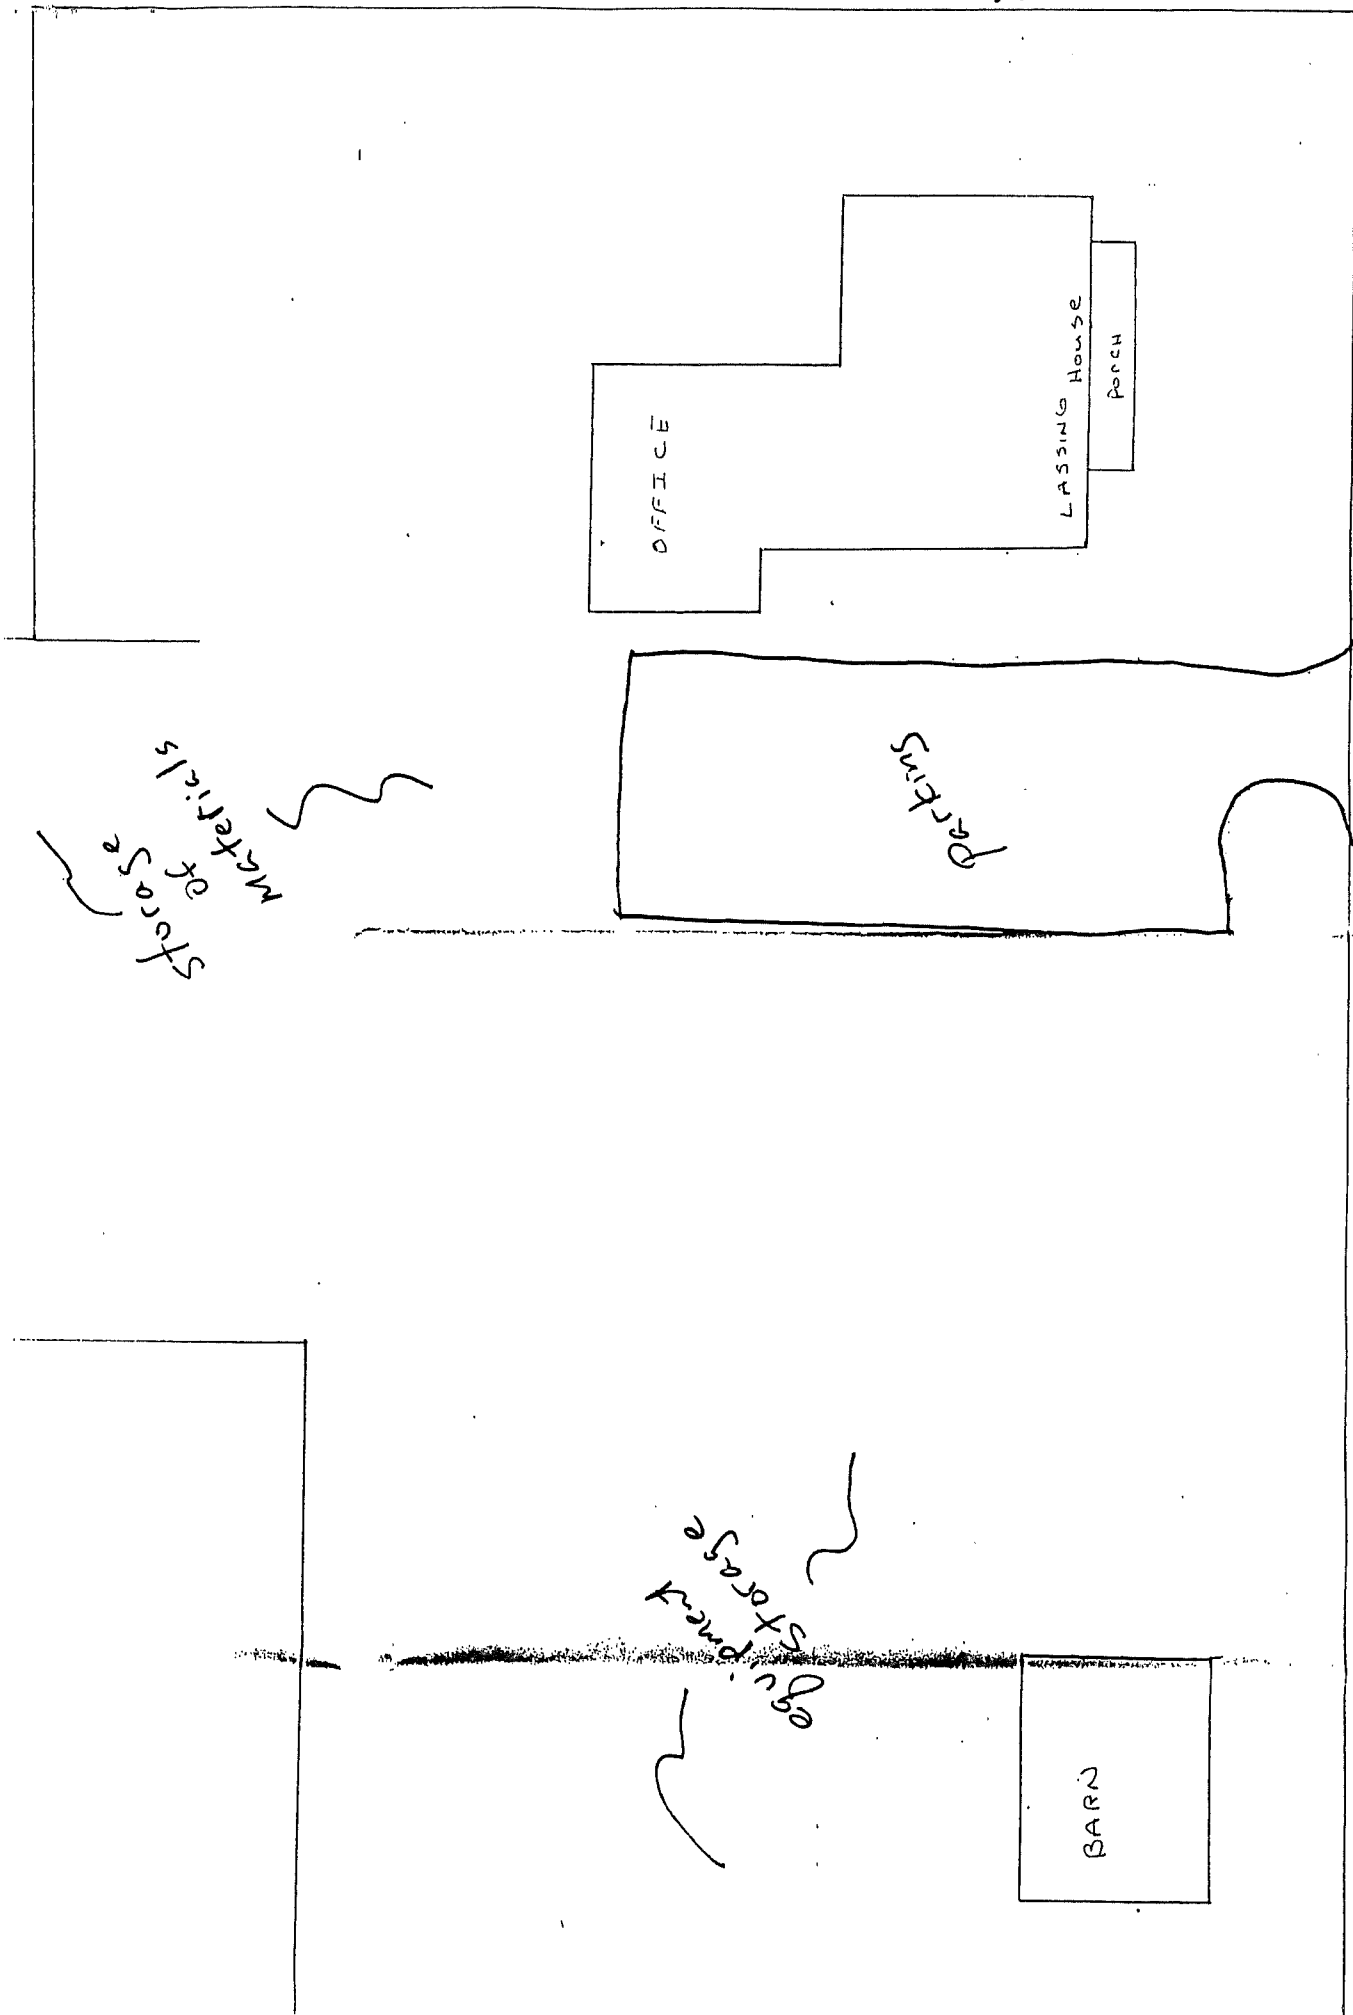 Storage
of
Materials
OFFICE
LASSING House
PORCH
Parking
equipment
storage
BARN